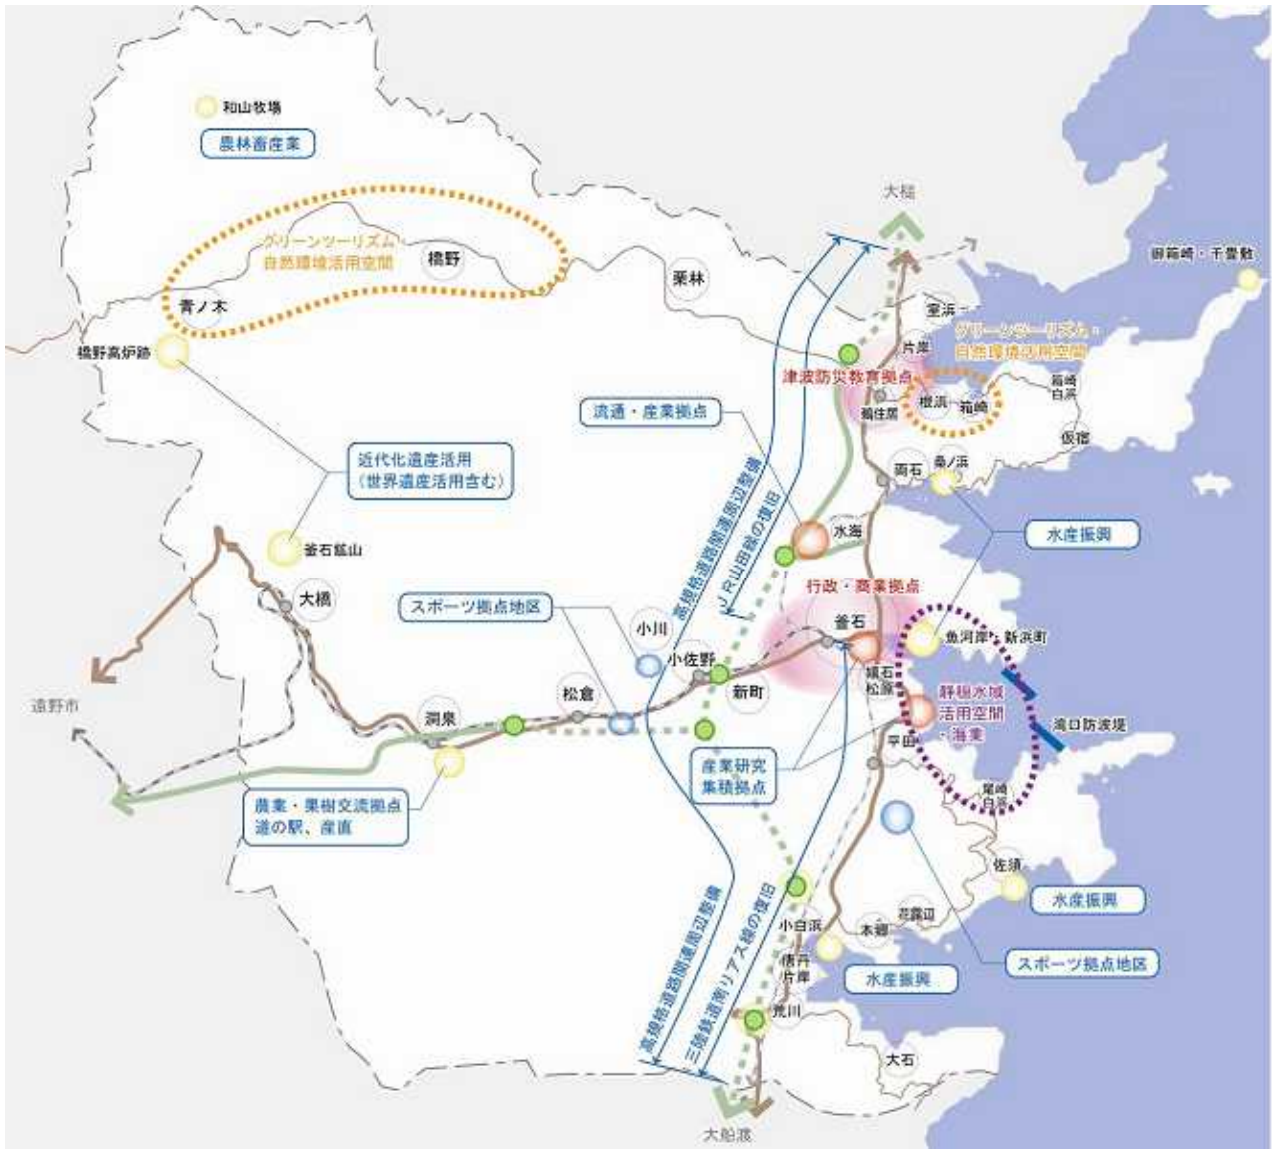 和山牧場
農林畜産業
大槌
御箱崎・千畳敷
グリーンツーリズム・
自然環境活用空間
橋野
栗林
青ノ木
橋野高炉跡
室浜
片岸
グリーンツーリズム・
自然環境活用空間
津波防災教育拠点
鵜住居
根浜
箱崎
箱崎
白浜
仮宿
流通・産業拠点
両石
桑ノ浜
近代化遺産活用
(世界遺産活用含む)
高規格道路関連周辺整備
JR山田線の復旧
水海
水産振興
釜石鉱山
大橋
行政・商業拠点
スポーツ拠点地区
小川
釜石
魚河岸・新浜町
小佐野
新町
嬉石
松原
松倉
静穏水域
活用空間
・海業
遠野市
洞泉
湾口防波堤
平田
産業研究
集積拠点
農業・果樹交流拠点
道の駅、産直
尾崎
白浜
佐須
水産振興
高規格道路関連周辺整備
三陸鉄道南リアス線の復旧
小白浜
本郷
花露辺
唐丹
片岸
水産振興
スポーツ拠点地区
荒川
大石
大船渡